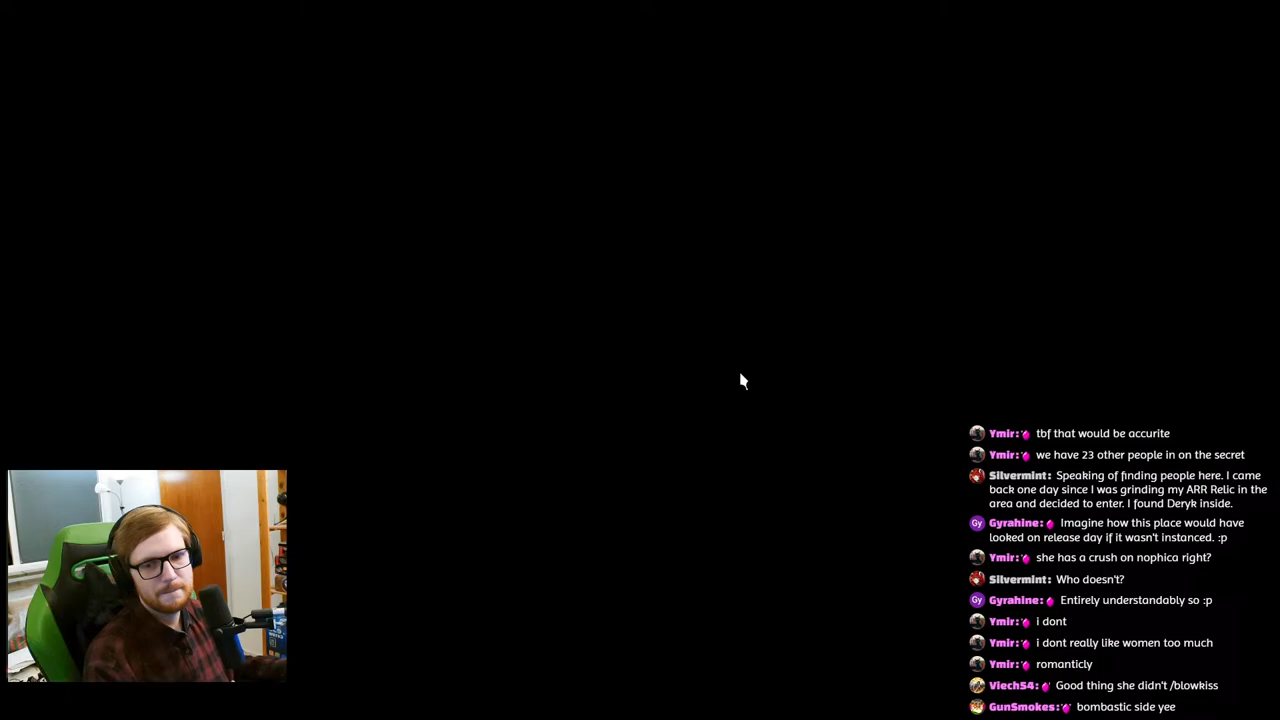 Ymir: tbf that would be accurite
Ymir: we have 23 other people in on the secret
Silvermint: Speaking of finding people here. I came
back one day since I was grinding my ARR Relic in the
area and decided to enter. I found Deryk inside.
Gy Gyrahine: Imagine how this place would have
looked on release day if it wasn't instanced. :p
Ymir: she has a crush on nophica right?
Silvermint: Who doesn't?
Gy Gyrahine: Entirely understandably so :p
Ymir: i dont
Ymir: i dont really like women too much
Ymir: romanticly
Viech54: Good thing she didn't /blowkiss
GunSmokes: bombastic side yee